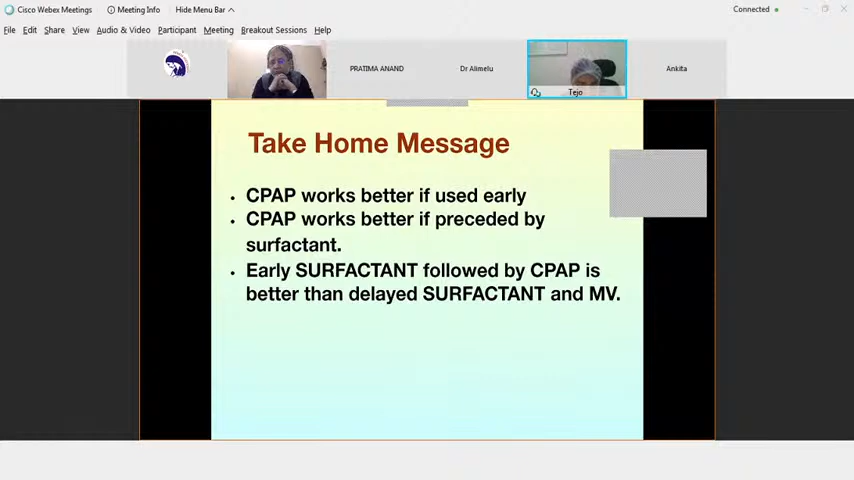 Cisco Webex Meetings
Meeting Info
Hide Menu Bar
Connected
File Edit Share View Audio & Video Participant Meeting Breakout Sessions Help
PRATIMA ANAND
Dr Alimelu
Tejo
Ankita
Take Home Message
• CPAP works better if used early
• CPAP works better if preceded by
surfactant.
• Early SURFACTANT followed by CPAP is
better than delayed SURFACTANT and MV.